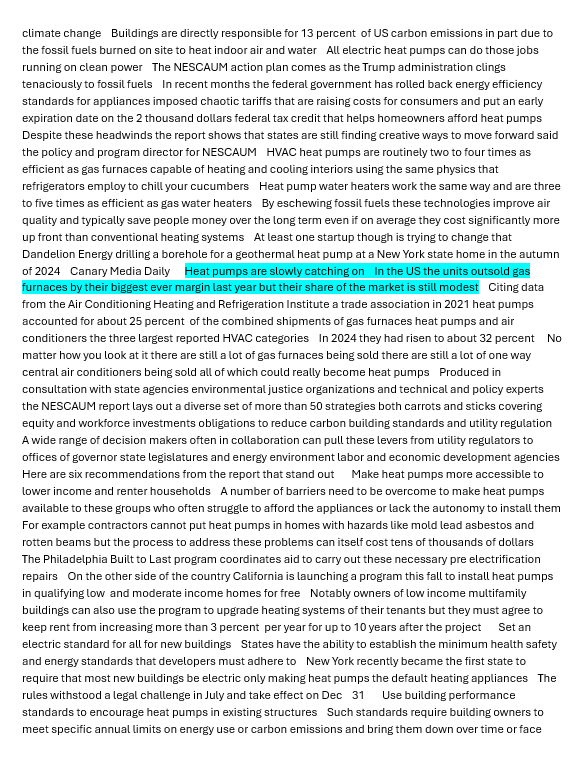 climate change   Buildings are directly responsible for 13 percent  of US carbon emissions in part due to
the fossil fuels burned on site to heat indoor air and water   All electric heat pumps can do those jobs
running on clean power   The NESCAUM action plan comes as the Trump administration clings
tenaciously to fossil fuels   In recent months the federal government has rolled back energy efficiency
standards for appliances imposed chaotic tariffs that are raising costs for consumers and put an early
expiration date on the 2 thousand dollars federal tax credit that helps homeowners afford heat pumps
Despite these headwinds the report shows that states are still finding creative ways to move forward said
the policy and program director for NESCAUM   HVAC heat pumps are routinely two to four times as
efficient as gas furnaces capable of heating and cooling interiors using the same physics that
refrigerators employ to chill your cucumbers   Heat pump water heaters work the same way and are three
to five times as efficient as gas water heaters   By eschewing fossil fuels these technologies improve air
quality and typically save people money over the long term even if on average they cost significantly more
up front than conventional heating systems   At least one startup though is trying to change that
Dandelion Energy drilling a borehole for a geothermal heat pump at a New York state home in the autumn
of 2024   Canary Media Daily    Heat pumps are slowly catching on   In the US the units outsold gas
furnaces by their biggest ever margin last year but their share of the market is still modest   Citing data
from the Air Conditioning Heating and Refrigeration Institute a trade association in 2021 heat pumps
accounted for about 25 percent  of the combined shipments of gas furnaces heat pumps and air
conditioners the three largest reported HVAC categories   In 2024 they had risen to about 32 percent    No
matter how you look at it there are still a lot of gas furnaces being sold there are still a lot of one way
central air conditioners being sold all of which could really become heat pumps   Produced in
consultation with state agencies environmental justice organizations and technical and policy experts
the NESCAUM report lays out a diverse set of more than 50 strategies both carrots and sticks covering
equity and workforce investments obligations to reduce carbon building standards and utility regulation
A wide range of decision makers often in collaboration can pull these levers from utility regulators to
offices of governor state legislatures and energy environment labor and economic development agencies
Here are six recommendations from the report that stand out     Make heat pumps more accessible to
lower income and renter households   A number of barriers need to be overcome to make heat pumps
available to these groups who often struggle to afford the appliances or lack the autonomy to install them
For example contractors cannot put heat pumps in homes with hazards like mold lead asbestos and
rotten beams but the process to address these problems can itself cost tens of thousands of dollars
The Philadelphia Built to Last program coordinates aid to carry out these necessary pre electrification
repairs   On the other side of the country California is launching a program this fall to install heat pumps
in qualifying low  and moderate income homes for free   Notably owners of low income multifamily
buildings can also use the program to upgrade heating systems of their tenants but they must agree to
keep rent from increasing more than 3 percent  per year for up to 10 years after the project     Set an
electric standard for all for new buildings   States have the ability to establish the minimum health safety
and energy standards that developers must adhere to   New York recently became the first state to
require that most new buildings be electric only making heat pumps the default heating appliances   The
rules withstood a legal challenge in July and take effect on Dec   31     Use building performance
standards to encourage heat pumps in existing structures   Such standards require building owners to
meet specific annual limits on energy use or carbon emissions and bring them down over time or face